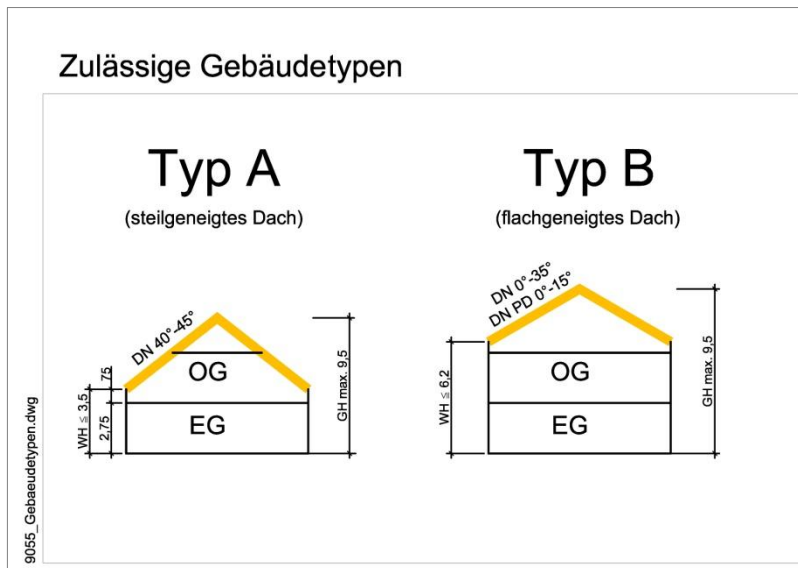 Zulässige Gebäudetypen
Typ A
(steilgeneigtes Dach)
DN 40°-45°
OG
EG
75
2,75
WH ≦ 3,5
GH max. 9,5
Typ B
(flachgeneigtes Dach)
DN 0°-35°
DN PD 0°-15°
OG
EG
WH ≦ 6,2
GH max. 9,5
9055_Gebaeudetypen.dwg